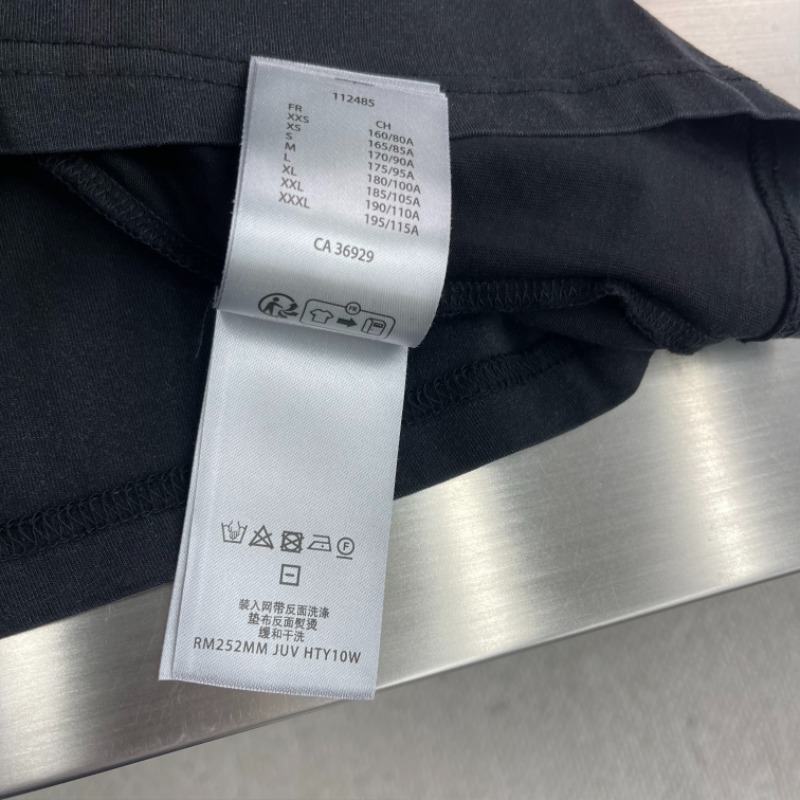 112485
FR CH
XXS 160/80A
XS 165/85A
S 170/90A
M 175/95A
L 180/100A
XL 185/105A
XXL 190/110A
XXXL 195/115A
CA 36929
FR
F
装入网带反面洗涤
垫布反面熨烫
缓和干洗
RM252MM JUV HTY10W